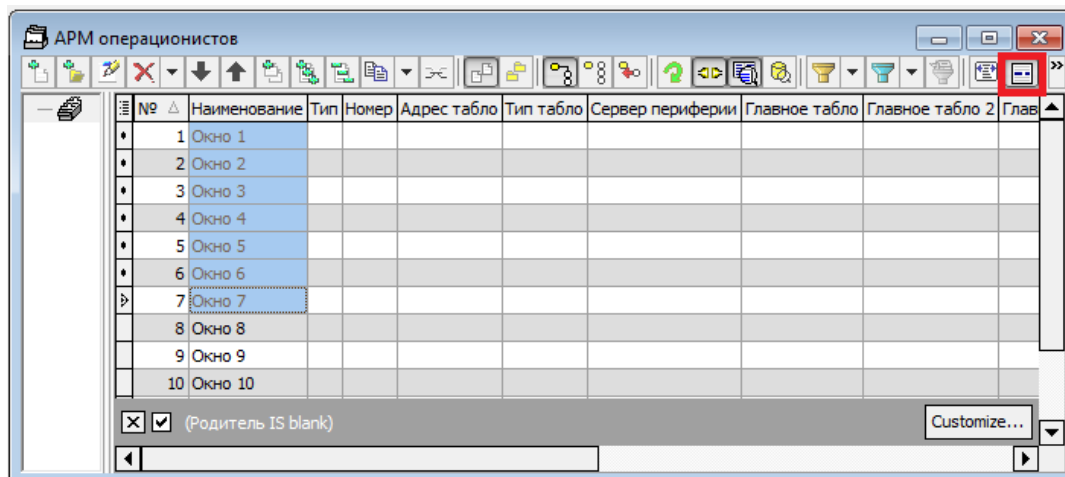 АРМ операционистов
№ Наименование Тип Номер Адрес табло Тип табло Сервер периферии Главное табло Главное табло 2 Глав
1 Окно 1
2 Окно 2
3 Окно 3
4 Окно 4
5 Окно 5
6 Окно 6
7 Окно 7
8 Окно 8
9 Окно 9
10 Окно 10
(Родитель IS blank) Customize...